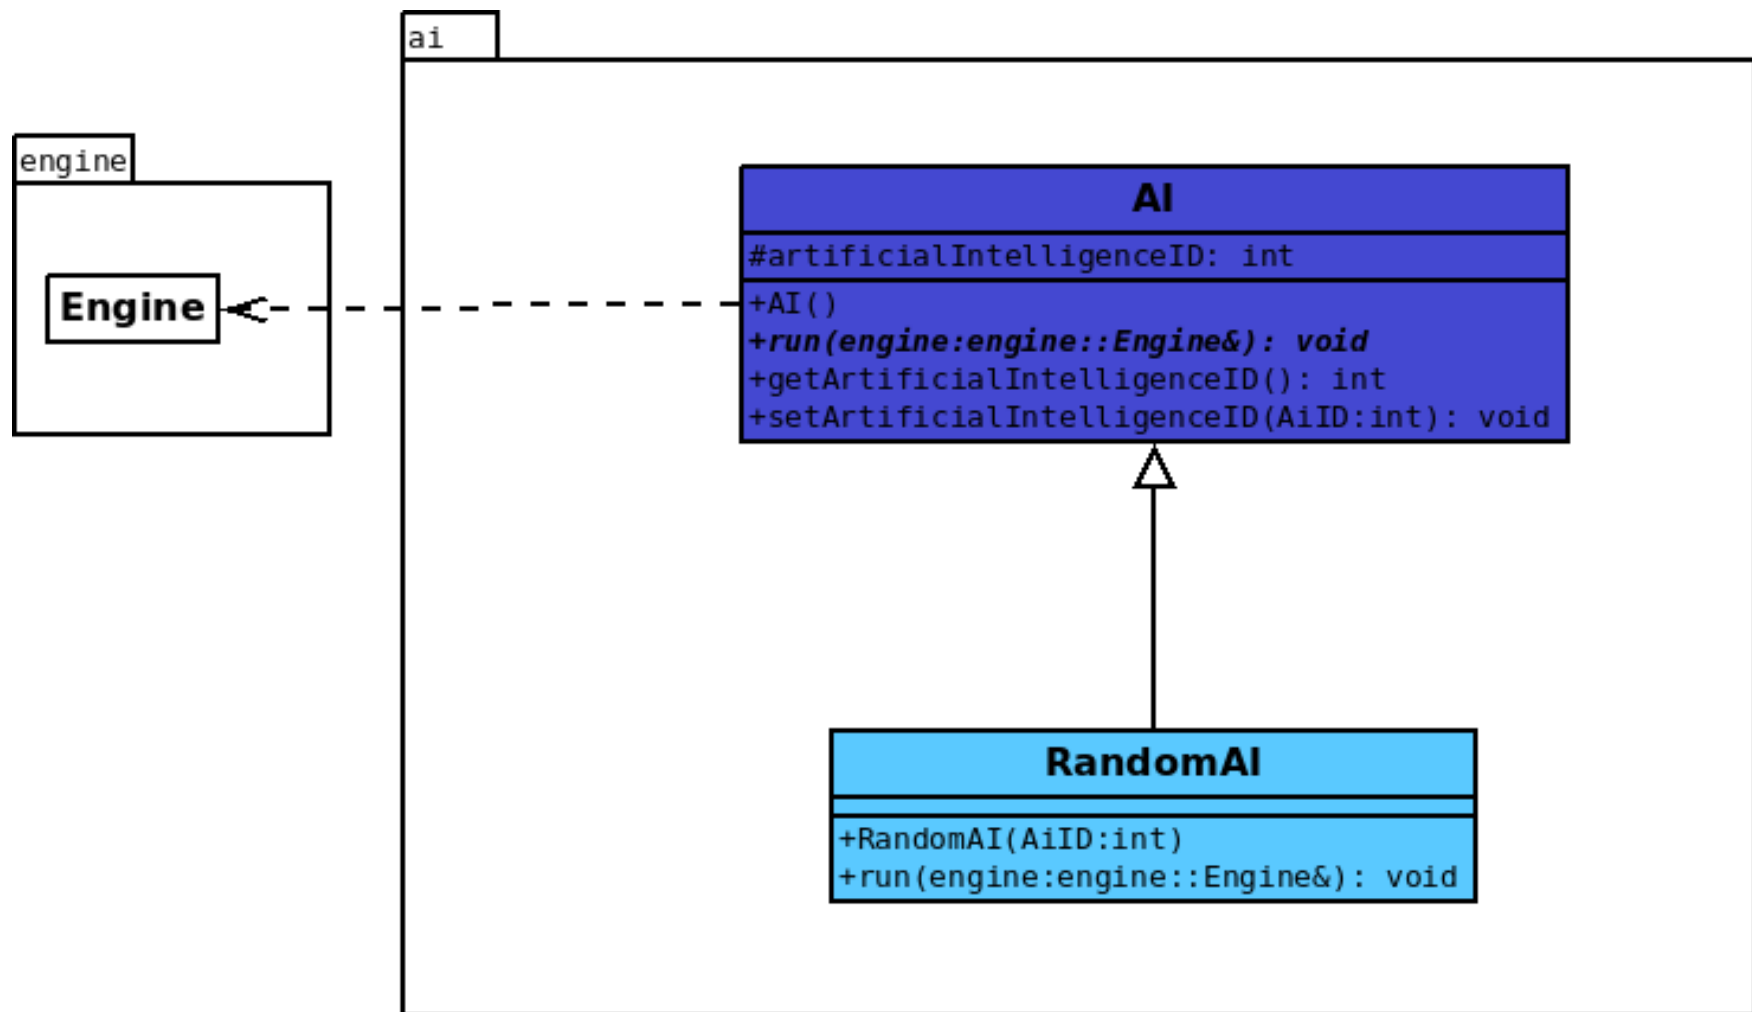 ai
engine
Engine
AI
#artificialIntelligenceID: int
+AI()
+run(engine:engine::Engine&): void
+getArtificialIntelligenceID(): int
+setArtificialIntelligenceID(AiID:int): void
RandomAI
+RandomAI(AiID:int)
+run(engine:engine::Engine&): void